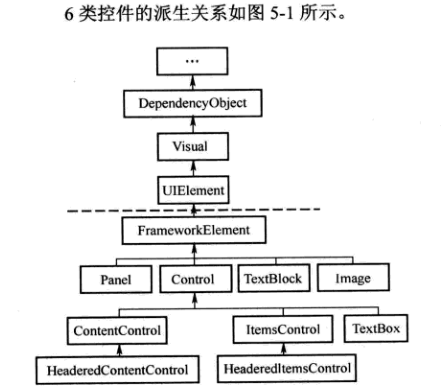 6 类控件的派生关系如图 5-1 所示。
...
DependencyObject
Visual
UIElement
FrameworkElement
Panel Control TextBlock Image
ContentControl ItemsControl TextBox
HeaderedContentControl HeaderedItemsControl